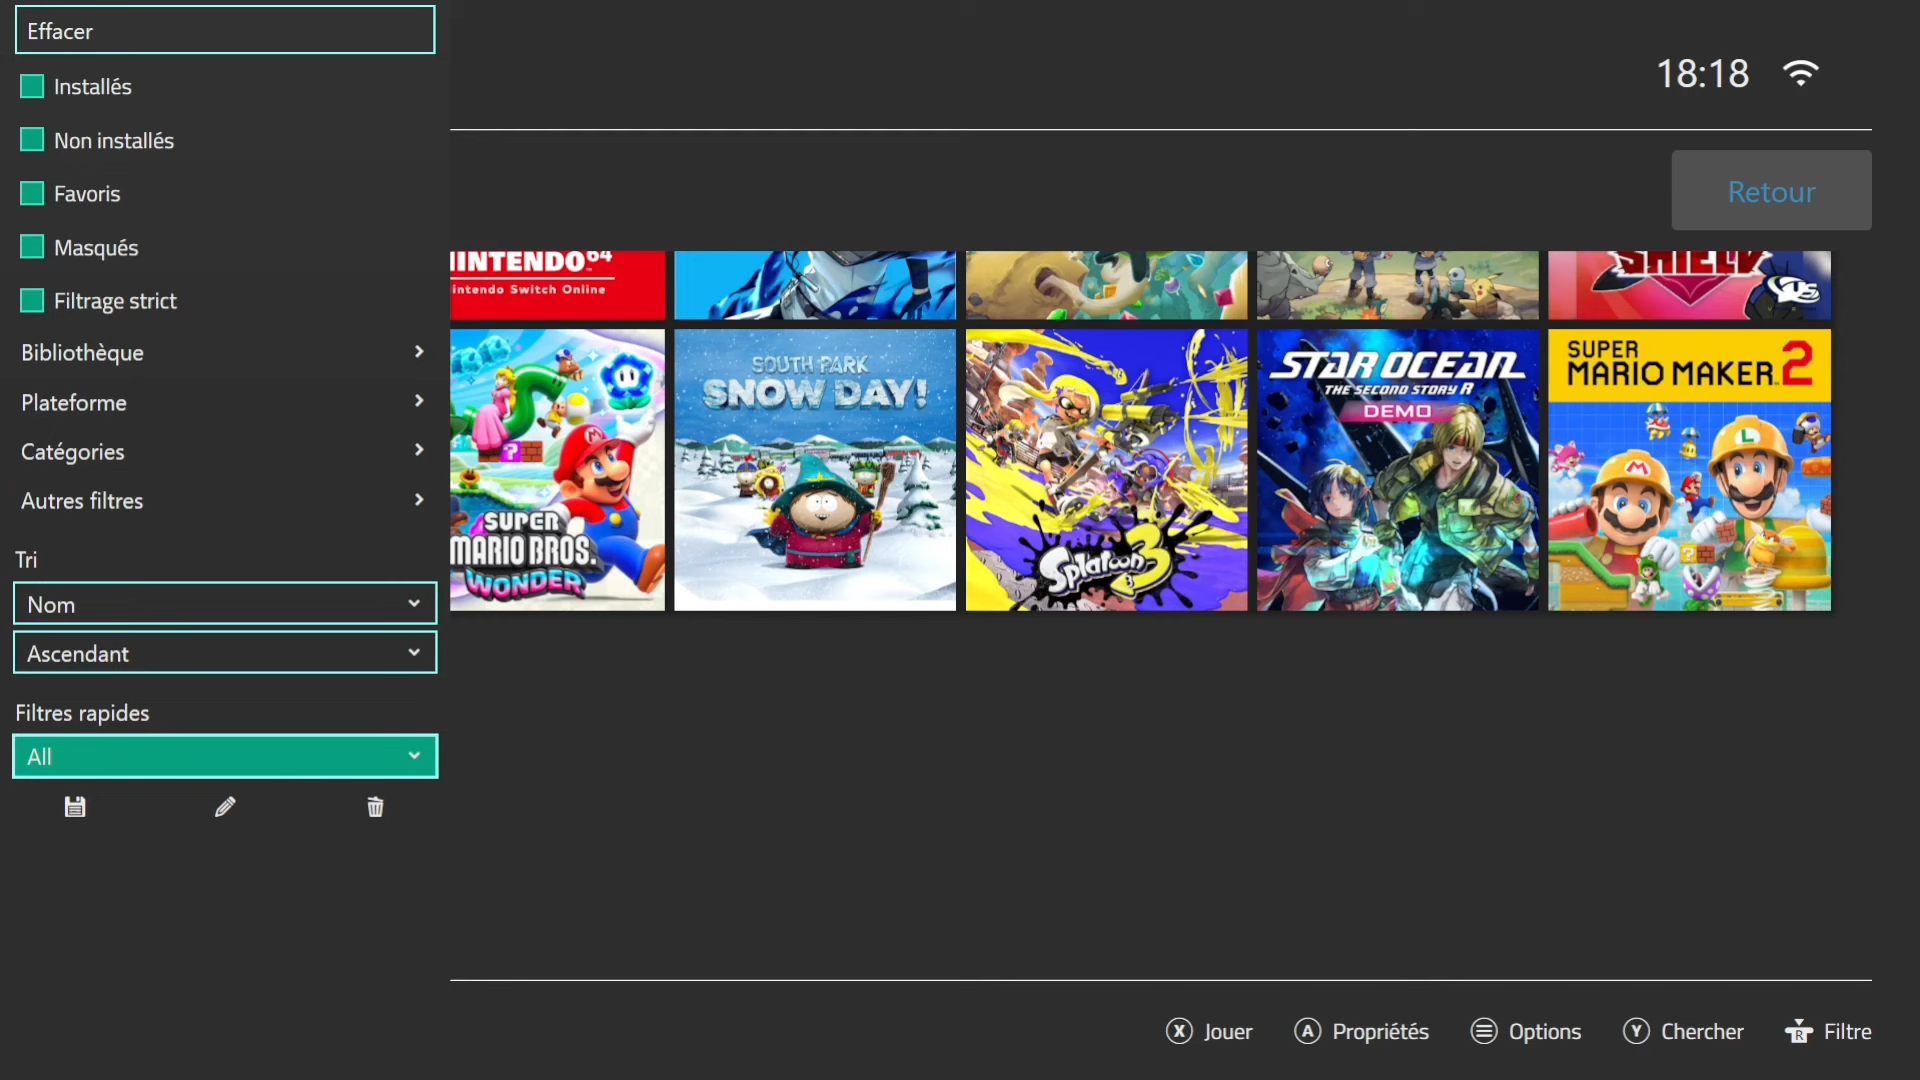 Effacer
Installés
Non installés
Favoris
Masqués
Filtrage strict
Bibliothèque
Plateforme
Catégories
Autres filtres
Tri
Nom
Ascendant
Filtres rapides
All
18:18
Retour
NINTENDO 64
Nintendo Switch Online
SHIELD
SUPER
MARIO BROS.
WONDER
SOUTH PARK
SNOW DAY!
Splatoon 3
STAR OCEAN
THE SECOND STORY R
DEMO
SUPER
MARIO MAKER 2
X Jouer
A Propriétés
Options
Y Chercher
R Filtre